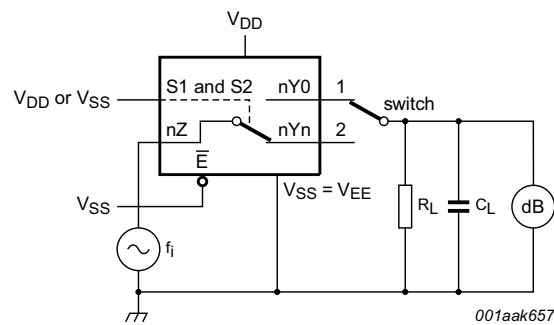 VDD
S1 and S2 nY0 1
VDD or VSS
switch
nZ nYn 2
E
VSS = VEE
VSS
RL CL dB
fi
001aak657